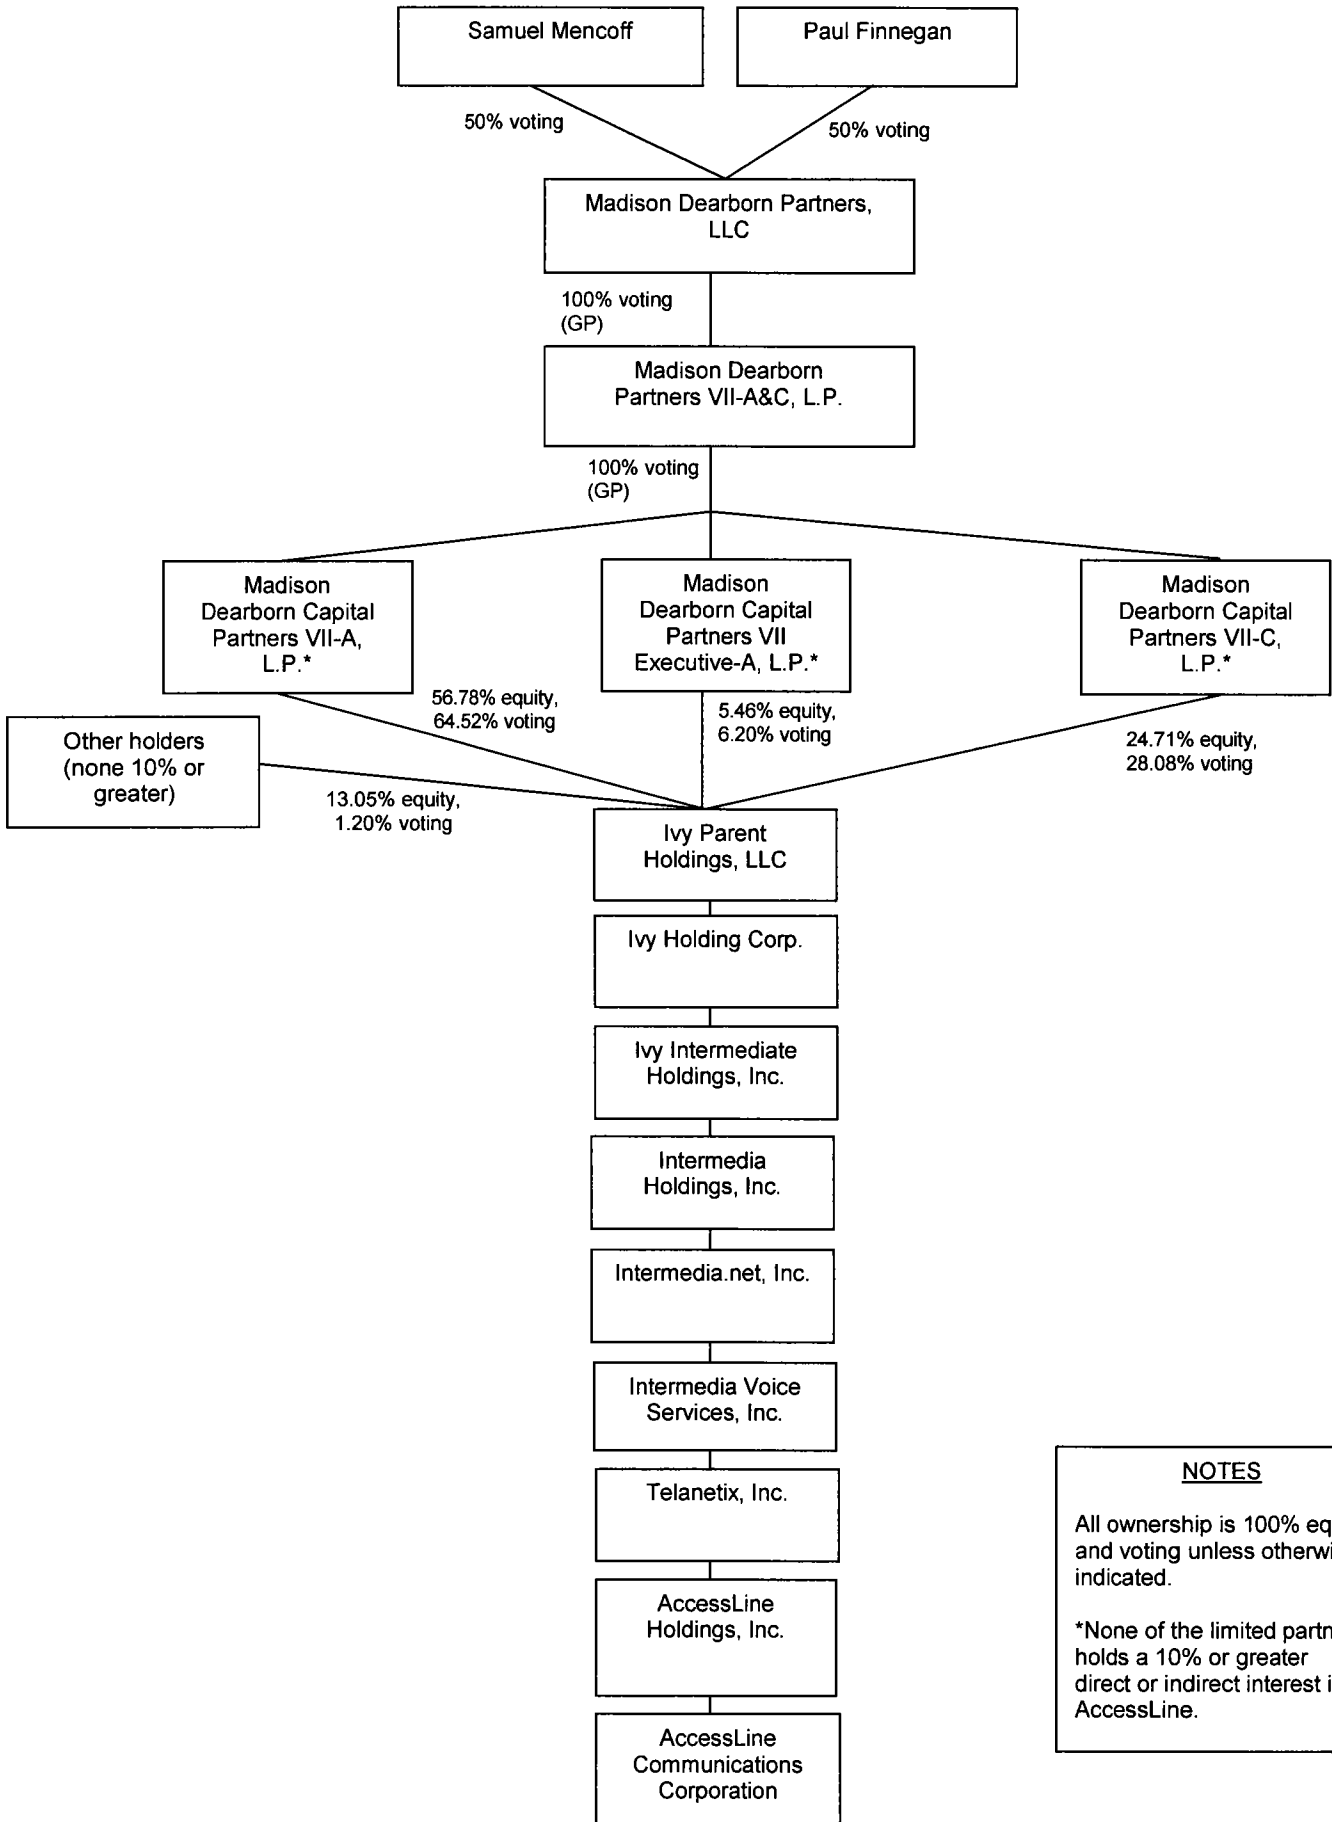 Samuel Mencoff
Paul Finnegan
50% voting
50% voting
Madison Dearborn Partners,
LLC
100% voting
(GP)
Madison Dearborn
Partners VII-A&C, L.P.
100% voting
(GP)
Madison
Dearborn Capital
Partners VII-A,
L.P.*
Madison
Dearborn Capital
Partners VII
Executive-A, L.P.*
Madison
Dearborn Capital
Partners VII-C,
L.P.*
56.78% equity,
64.52% voting
5.46% equity,
6.20% voting
24.71% equity,
28.08% voting
Other holders
(none 10% or
greater)
13.05% equity,
1.20% voting
Ivy Parent
Holdings, LLC
Ivy Holding Corp.
Ivy Intermediate
Holdings, Inc.
Intermedia
Holdings, Inc.
Intermedia.net, Inc.
Intermedia Voice
Services, Inc.
Telanetix, Inc.
AccessLine
Holdings, Inc.
AccessLine
Communications
Corporation
NOTES
All ownership is 100% eq
and voting unless otherwi
indicated.
*None of the limited partn
holds a 10% or greater
direct or indirect interest i
AccessLine.